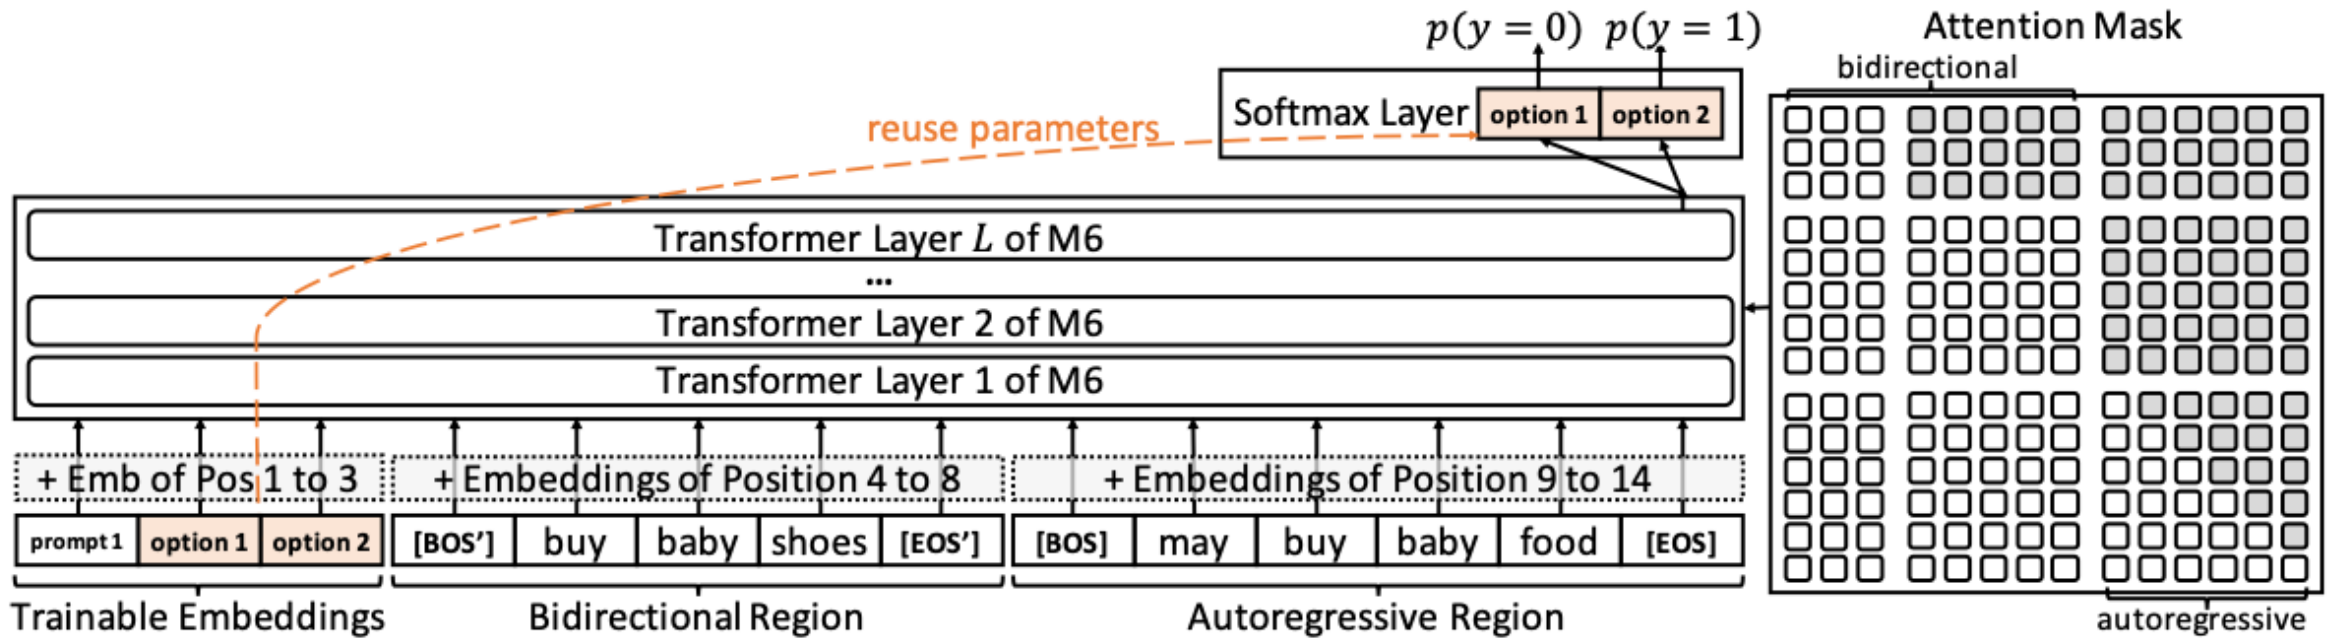 p(y = 0) p(y = 1)
Attention Mask
bidirectional
Softmax Layer option 1 option 2
reuse parameters
Transformer Layer L of M6
...
Transformer Layer 2 of M6
Transformer Layer 1 of M6
+ Emb of Pos 1 to 3 + Embeddings of Position 4 to 8 + Embeddings of Position 9 to 14
prompt 1 option 1 option 2 [BOS'] buy baby shoes [EOS'] [BOS] may buy baby food [EOS]
Trainable Embeddings Bidirectional Region Autoregressive Region
autoregressive